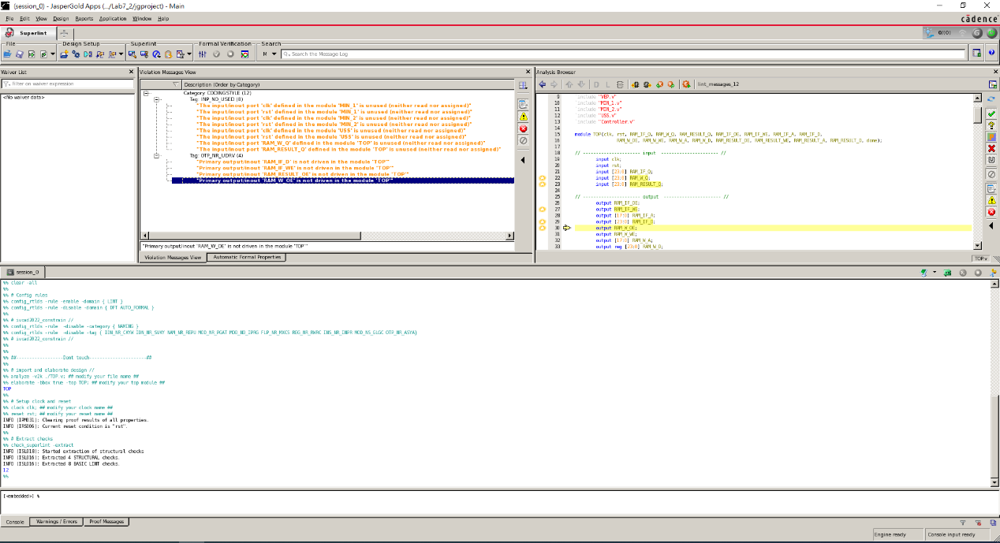 (session_0) - JasperGold Apps (.../Lab7_2/jgproject) - Main
File Edit View Design Reports Application Window Help
cādence
Superlint
0//(0)
File Design Setup Superlint Formal Verification Search
M Search the Message Log
Waiver List
Filter on waiver expression
<No waiver data>
Violation Messages View
Description (Order by Category)
Category: CODINGSTYLE (12)
Tag: INP_NO_USED (8)
"The input/inout port 'clk' defined in the module 'MIN_1' is unused (neither read nor assigned)"
"The input/inout port 'rst' defined in the module 'MIN_1' is unused (neither read nor assigned)"
"The input/inout port 'clk' defined in the module 'MIN_2' is unused (neither read nor assigned)"
"The input/inout port 'rst' defined in the module 'MIN_2' is unused (neither read nor assigned)"
"The input/inout port 'clk' defined in the module 'USS' is unused (neither read nor assigned)"
"The input/inout port 'rst' defined in the module 'USS' is unused (neither read nor assigned)"
"The input/inout port 'RAM_W_Q' defined in the module 'TOP' is unused (neither read nor assigned)"
"The input/inout port 'RAM_RESULT_Q' defined in the module 'TOP' is unused (neither read nor assigned)"
Tag: OTP_NR_UDRV (4)
"Primary output/inout 'RAM_IF_D' is not driven in the module 'TOP'"
"Primary output/inout 'RAM_IF_WE' is not driven in the module 'TOP'"
"Primary output/inout 'RAM_RESULT_OE' is not driven in the module 'TOP'"
"Primary output/inout 'RAM_W_OE' is not driven in the module 'TOP'"
"Primary output/inout 'RAM_W_OE' is not driven in the module 'TOP'"
Violation Messages View Automatic Formal Properties
Analysis Browser
lint_messages_12
9 `include "VEP.v"
10 `include "MIN_1.v"
11 `include "MIN_2.v"
12 `include "USS.v"
13 `include "Controller.v"
14
15 module TOP(clk, rst, RAM_IF_Q, RAM_W_Q, RAM_RESULT_Q, RAM_IF_OE, RAM_IF_WE, RAM_IF_A, RAM_IF_D,
16 RAM_W_OE, RAM_W_WE, RAM_W_A, RAM_W_D, RAM_RESULT_OE, RAM_RESULT_WE, RAM_RESULT_A, RAM_RESULT_D, done);
17
18 // ---------------------- input ---------------------- //
19 input clk;
20 input rst;
21 input [23:0] RAM_IF_Q;
22 input [23:0] RAM_W_Q;
23 input [23:0] RAM_RESULT_Q;
24
25 // ---------------------- output ---------------------- //
26 output RAM_IF_OE;
27 output RAM_IF_WE;
28 output [17:0] RAM_IF_A;
29 output [23:0] RAM_IF_D;
30 output RAM_W_OE;
31 output RAM_W_WE;
32 output [17:0] RAM_W_A;
33 output reg [23:0] RAM_W_D;
TOP.v
session_0
%% clear -all
%%
%% # Config rules
%% config_rtlds -rule -enable -domain { LINT }
%% config_rtlds -rule -disable -domain { DFT AUTO_FORMAL }
%%
%% # ivcad2022_constrain //
%% config_rtlds -rule -disable -category { NAMING }
%% config_rtlds -rule -disable -tag { IDN_NR_CKYW IDN_NR_SVKY NAM_NR_REPU MOD_NR_PGAT MOD_NO_IPRG FLP_NR_MXCS REG_NR_RWRC INS_NR_INPR MOD_NS_GLGC OTP_NR_ASYA}
%% # ivcad2022_constrain //
%%
%%
%% ##-----------------Dont touch---------------------##
%%
%% # import and elaborate design //
%% analyze -v2k ./TOP.v; ## modify your file name ##
%% elaborate -bbox true -top TOP; ## modify your top module ##
TOP
%%
%% # Setup clock and reset
%% clock clk; ## modify your clock name ##
%% reset rst; ## modify your reset name ##
INFO (IPM031): Clearing proof results of all properties.
INFO (IRS006): Current reset condition is "rst".
%%
%% # Extract checks
%% check_superlint -extract
INFO (ISL018): Started extraction of structural checks
INFO (ISL016): Extracted 4 STRUCTURAL checks.
INFO (ISL016): Extracted 8 BASIC LINT checks.
12
%%
[<embedded>] %
Console Warnings / Errors Proof Messages
Engine ready Console input ready